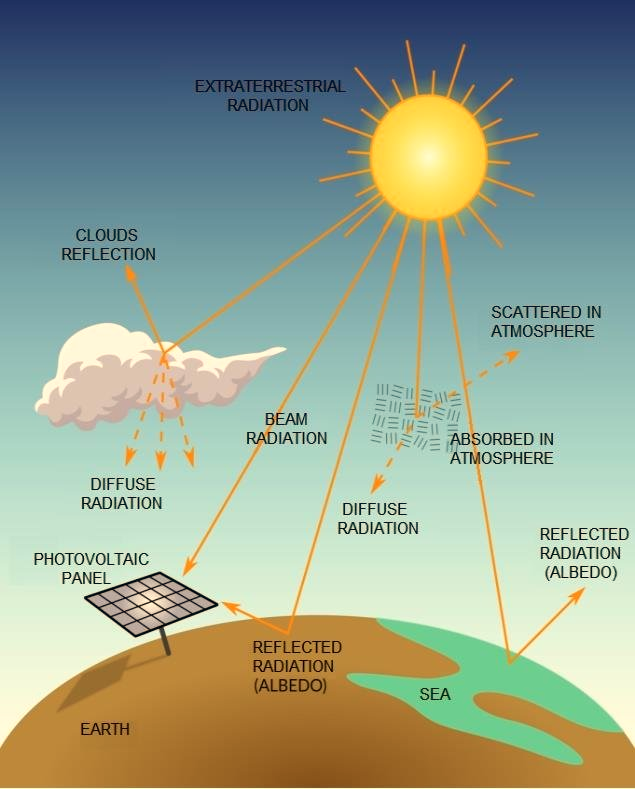 EXTRATERRESTRIAL
RADIATION
CLOUDS
REFLECTION
SCATTERED IN
ATMOSPHERE
BEAM
RADIATION
ABSORBED IN
ATMOSPHERE
DIFFUSE
RADIATION
DIFFUSE
RADIATION
REFLECTED
RADIATION
(ALBEDO)
PHOTOVOLTAIC
PANEL
REFLECTED
RADIATION
(ALBEDO)
SEA
EARTH